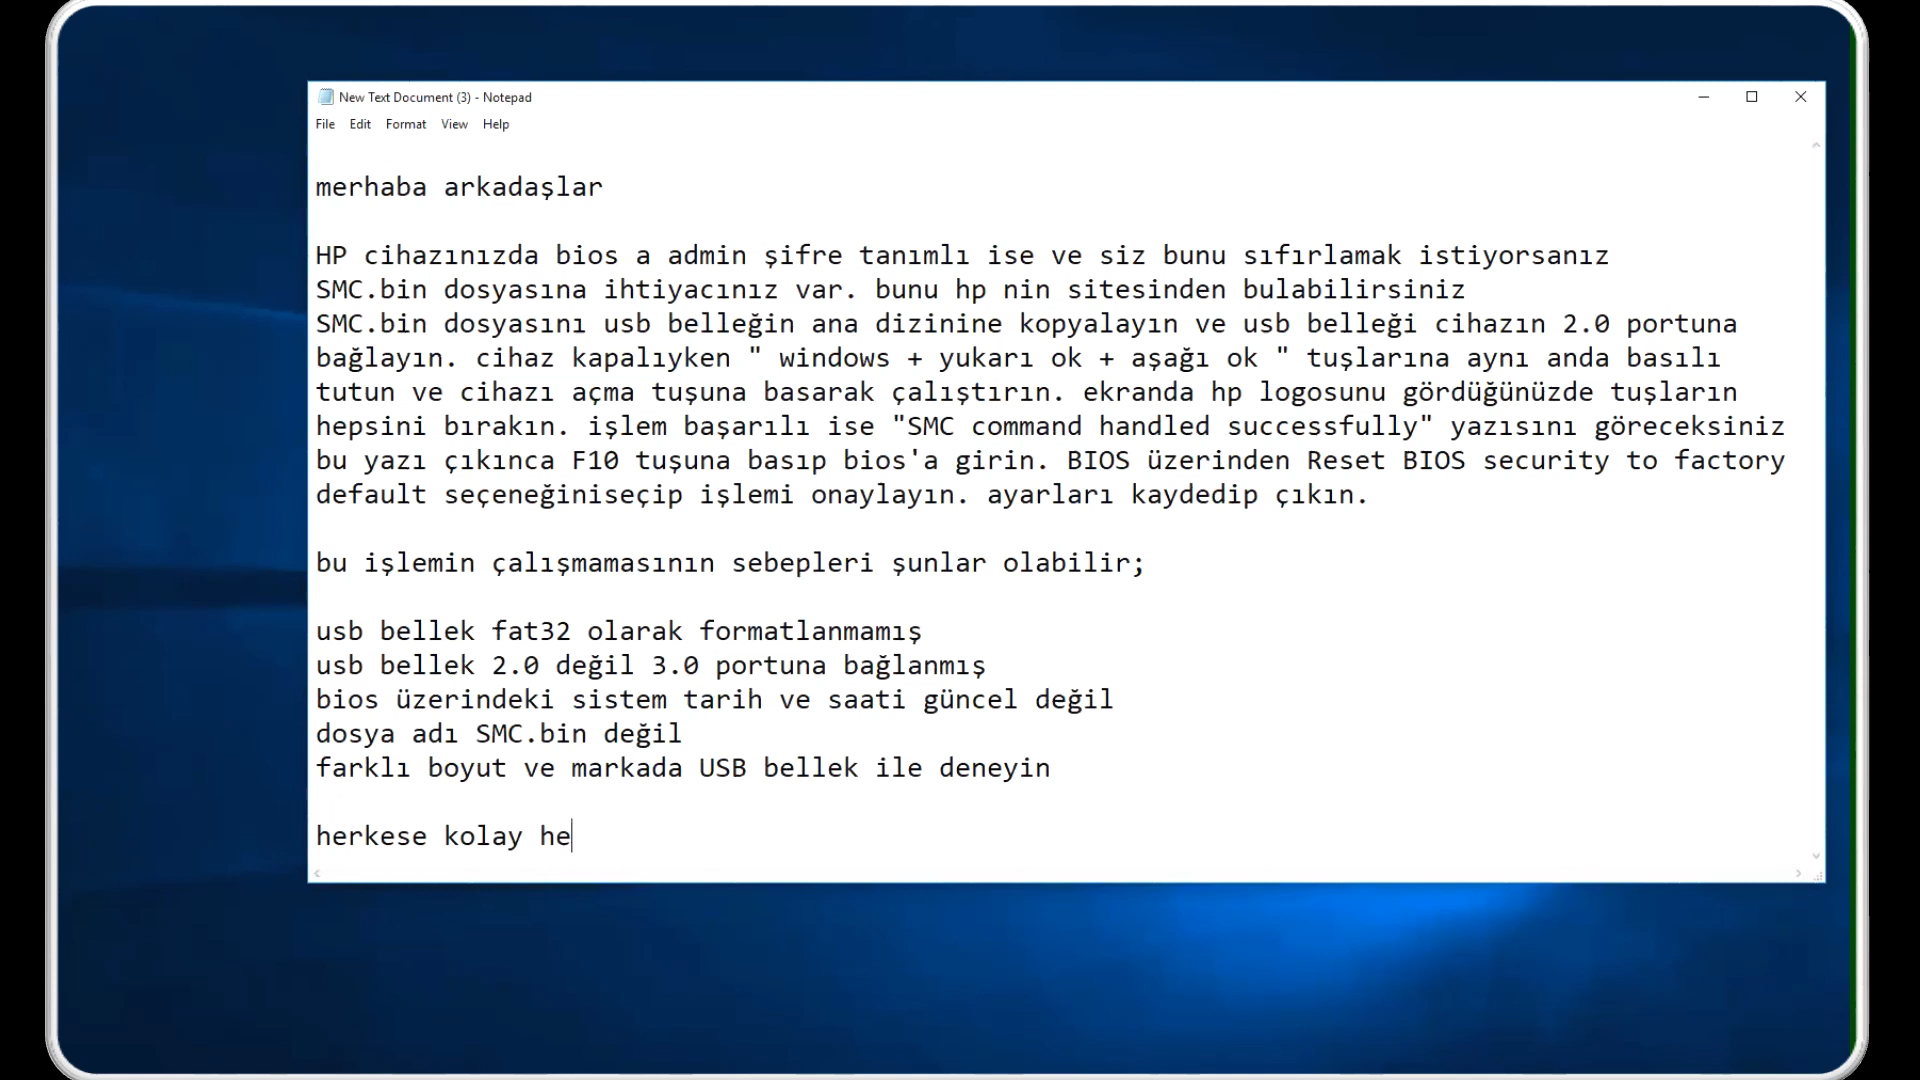 New Text Document (3) - Notepad
File Edit Format View Help
merhaba arkadaşlar
HP cihazınızda bios a admin şifre tanımlı ise ve siz bunu sıfırlamak istiyorsanız
SMC.bin dosyasına ihtiyacınız var. bunu hp nin sitesinden bulabilirsiniz
SMC.bin dosyasını usb belleğin ana dizinine kopyalayın ve usb belleği cihazın 2.0 portuna
bağlayın. cihaz kapalıyken " windows + yukarı ok + aşağı ok " tuşlarına aynı anda basılı
tutun ve cihazı açma tuşuna basarak çalıştırın. ekranda hp logosunu gördüğünüzde tuşların
hepsini bırakın. işlem başarılı ise "SMC command handled successfully" yazısını göreceksiniz
bu yazı çıkınca F10 tuşuna basıp bios'a girin. BIOS üzerinden Reset BIOS security to factory
default seçeneğiniseçip işlemi onaylayın. ayarları kaydedip çıkın.
bu işlemin çalışmamasının sebepleri şunlar olabilir;
usb bellek fat32 olarak formatlanmamış
usb bellek 2.0 değil 3.0 portuna bağlanmış
bios üzerindeki sistem tarih ve saati güncel değil
dosya adı SMC.bin değil
farklı boyut ve markada USB bellek ile deneyin
herkese kolay he